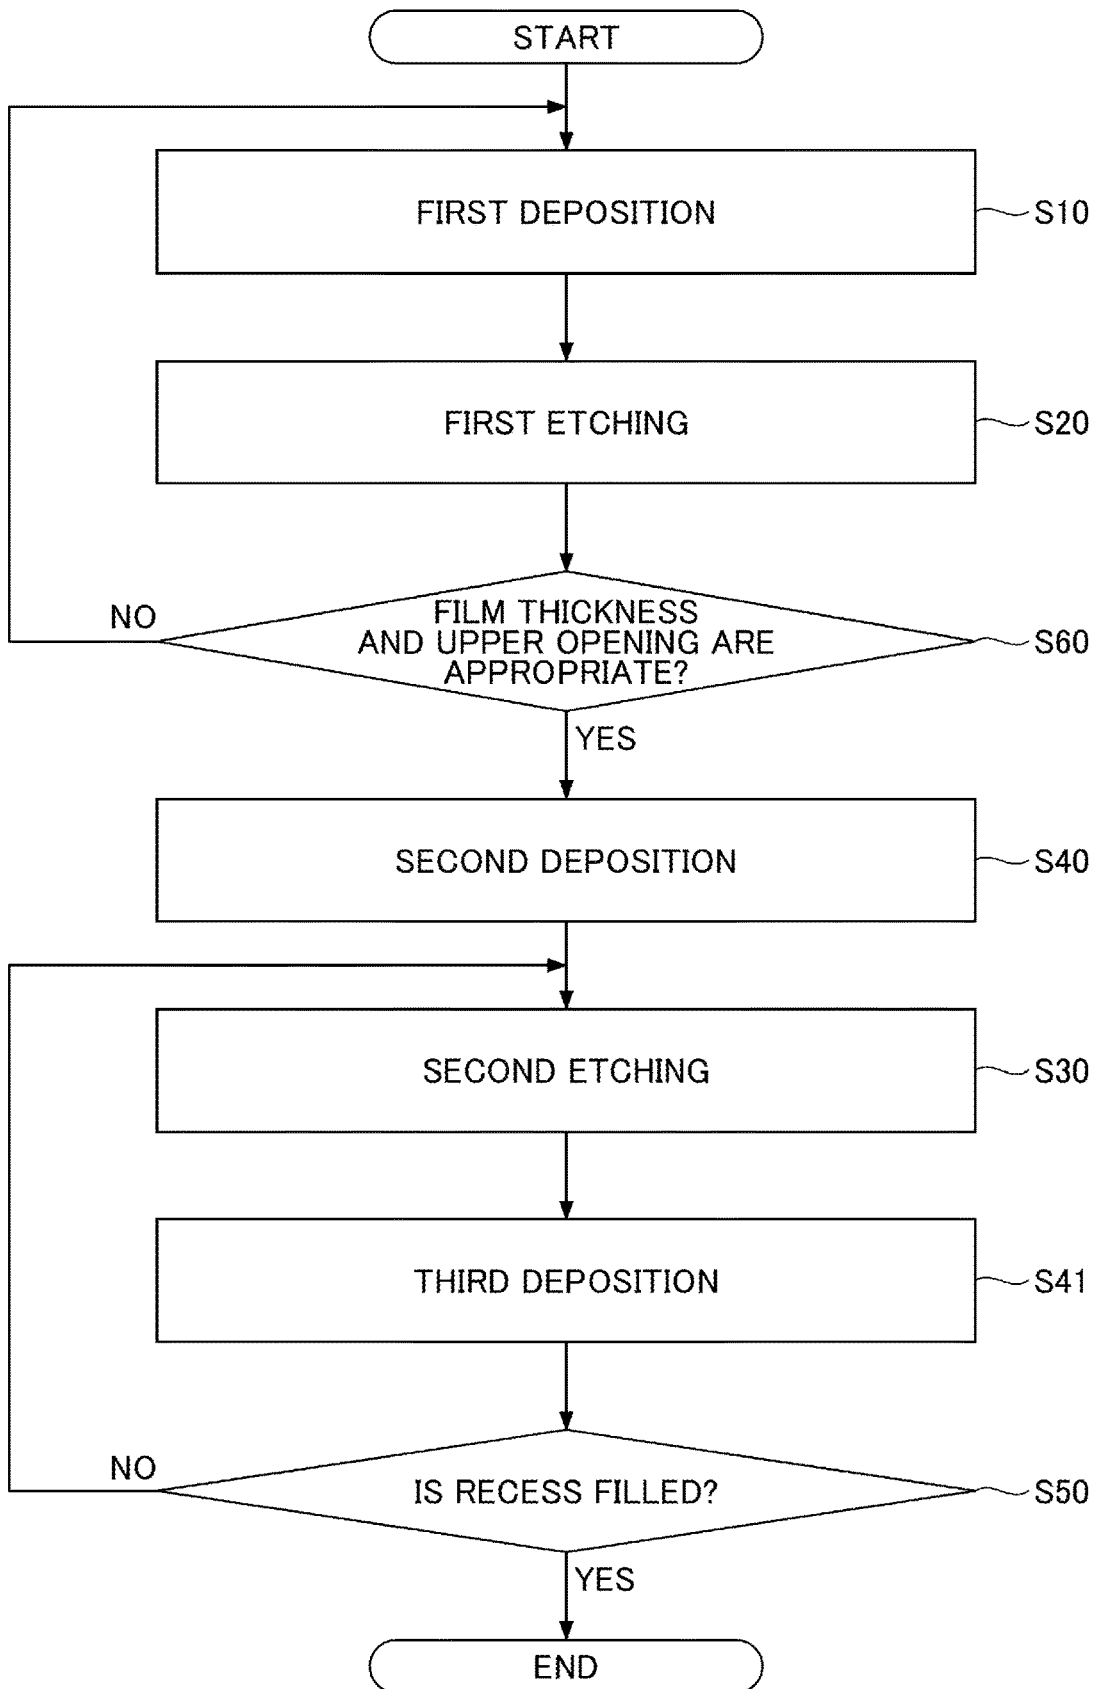 START
FIRST DEPOSITION
S10
FIRST ETCHING
S20
FILM THICKNESS
AND UPPER OPENING ARE
APPROPRIATE?
NO
S60
YES
SECOND DEPOSITION
S40
SECOND ETCHING
S30
THIRD DEPOSITION
S41
NO
IS RECESS FILLED?
S50
YES
END